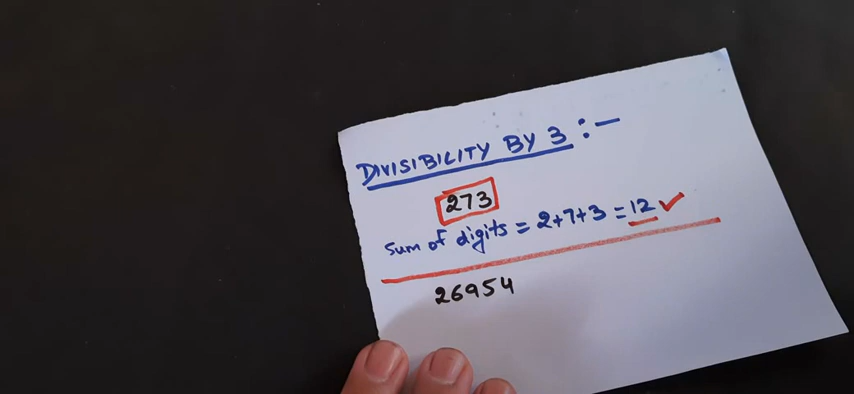 DIVISIBILITY BY 3 :-
273
Sum of digits = 2+7+3 = 12 ✓
26954